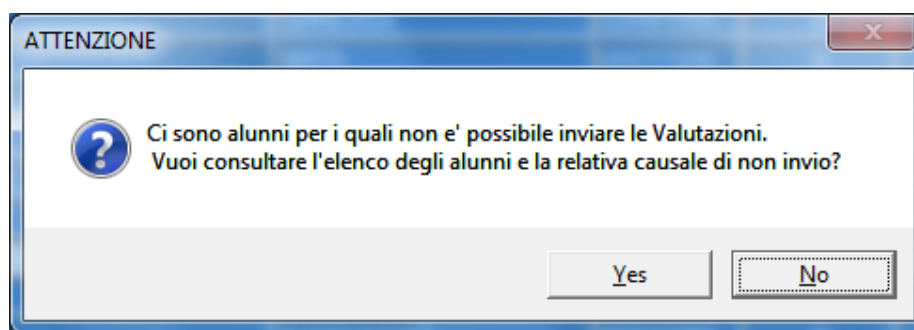 ATTENZIONE
Ci sono alunni per i quali non e' possibile inviare le Valutazioni.
Vuoi consultare l'elenco degli alunni e la relativa causale di non invio?
Yes
No